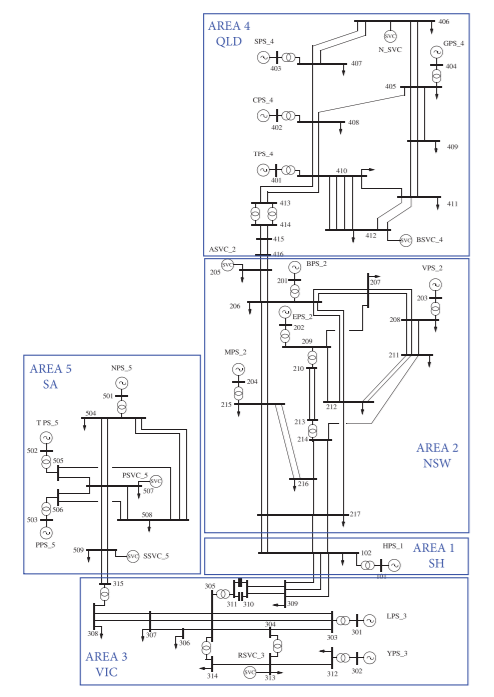 AREA 4
QLD
406
SPS_4
SVC
N_SVC
GPS_4
403
407
404
405
CPS_4
402
408
409
TPS_4
401
410
411
413
414
412
SVC
BSVC_4
415
ASVC_2
416
SVC
205
BPS_2
207
VPS_2
201
203
206
EPS_2
202
208
209
211
MPS_2
210
204
215
212
213
214
AREA 2
NSW
216
217
AREA 5
SA
NPS_5
501
504
T PS_5
502
505
PSVC_5
SVC
507
506
503
508
PPS_5
509
SVC
SSVC_5
HPS_1
AREA 1
SH
102
101
315
305
311
310
309
LPS_3
304
303
301
308
307
306
RSVC_3
YPS_3
AREA 3
VIC
314
SVC
313
312
302